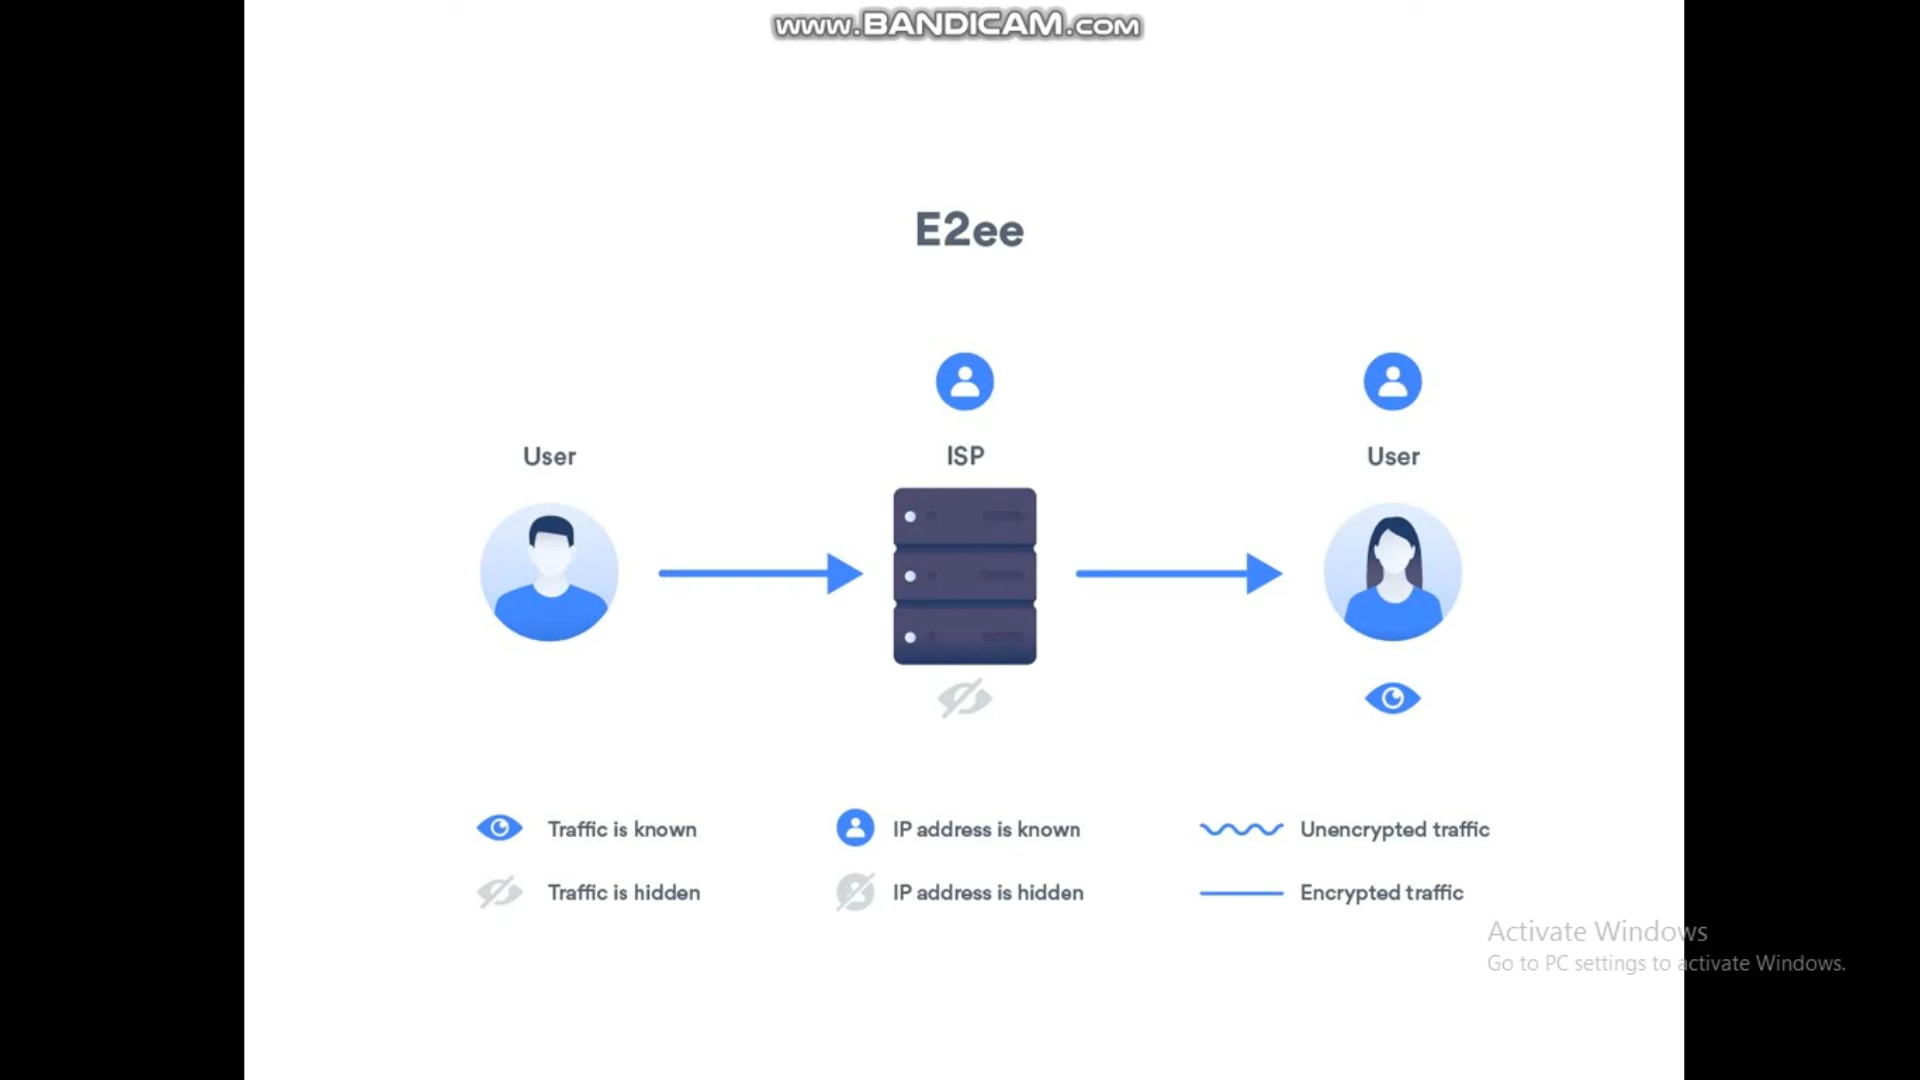 www.BANDICAM.com
E2ee
User
ISP
User
Traffic is known
IP address is known
Unencrypted traffic
Traffic is hidden
IP address is hidden
Encrypted traffic
Activate Windows
Go to PC settings to activate Windows.